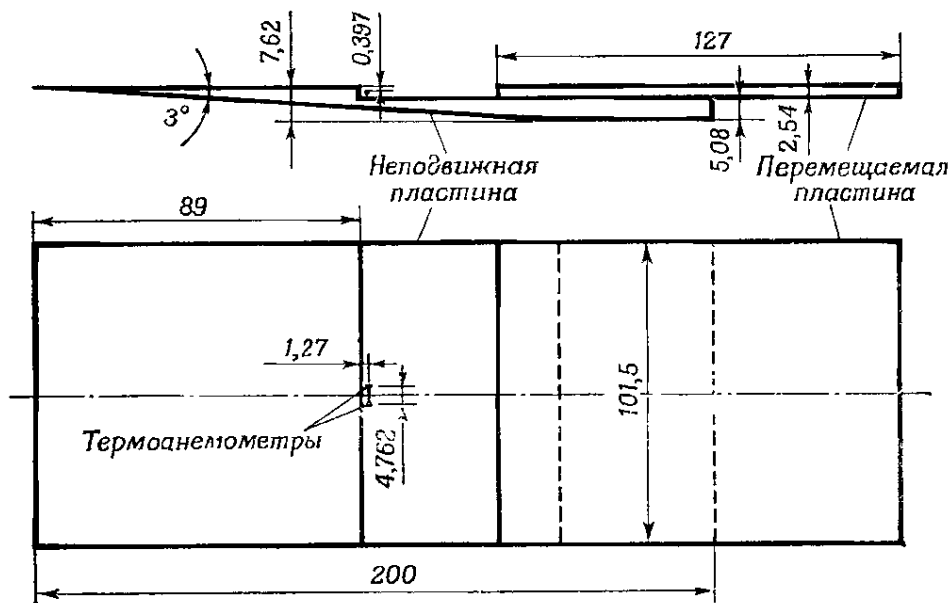 7,62
0,397
127
3°
5,08
2,54
Неподвижная
пластина
Перемещаемая
пластина
89
1,27
101,5
Термоанемометры
4,762
200